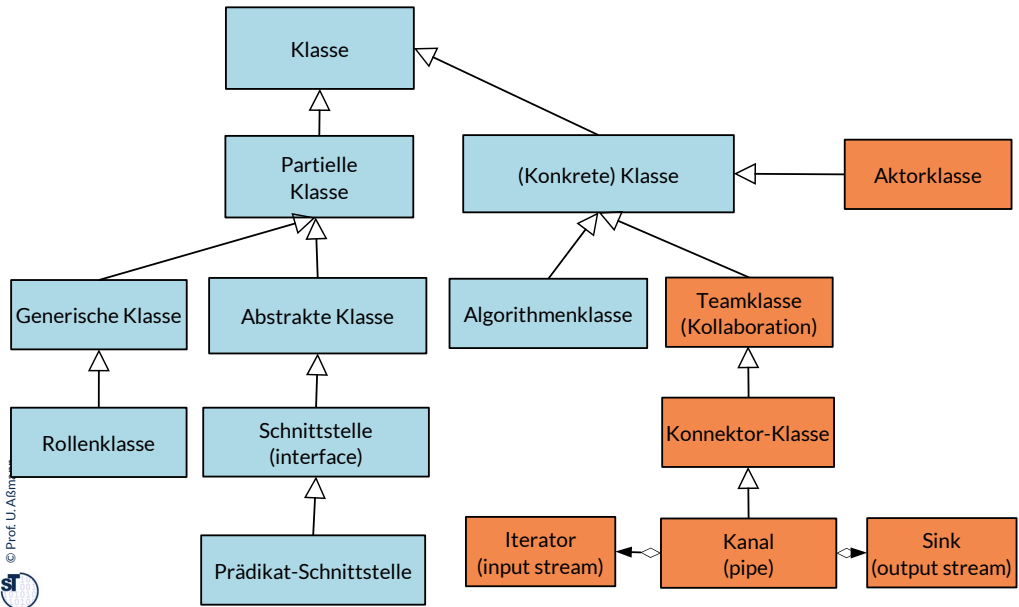 Klasse
Partielle
Klasse
(Konkrete) Klasse
Aktorklasse
Generische Klasse
Abstrakte Klasse
Algorithmenklasse
Teamklasse
(Kollaboration)
Rollenklasse
Schnittstelle
(interface)
Konnektor-Klasse
Prädikat-Schnittstelle
Iterator
(input stream)
Kanal
(pipe)
Sink
(output stream)
© Prof. U. Aßmann
ST